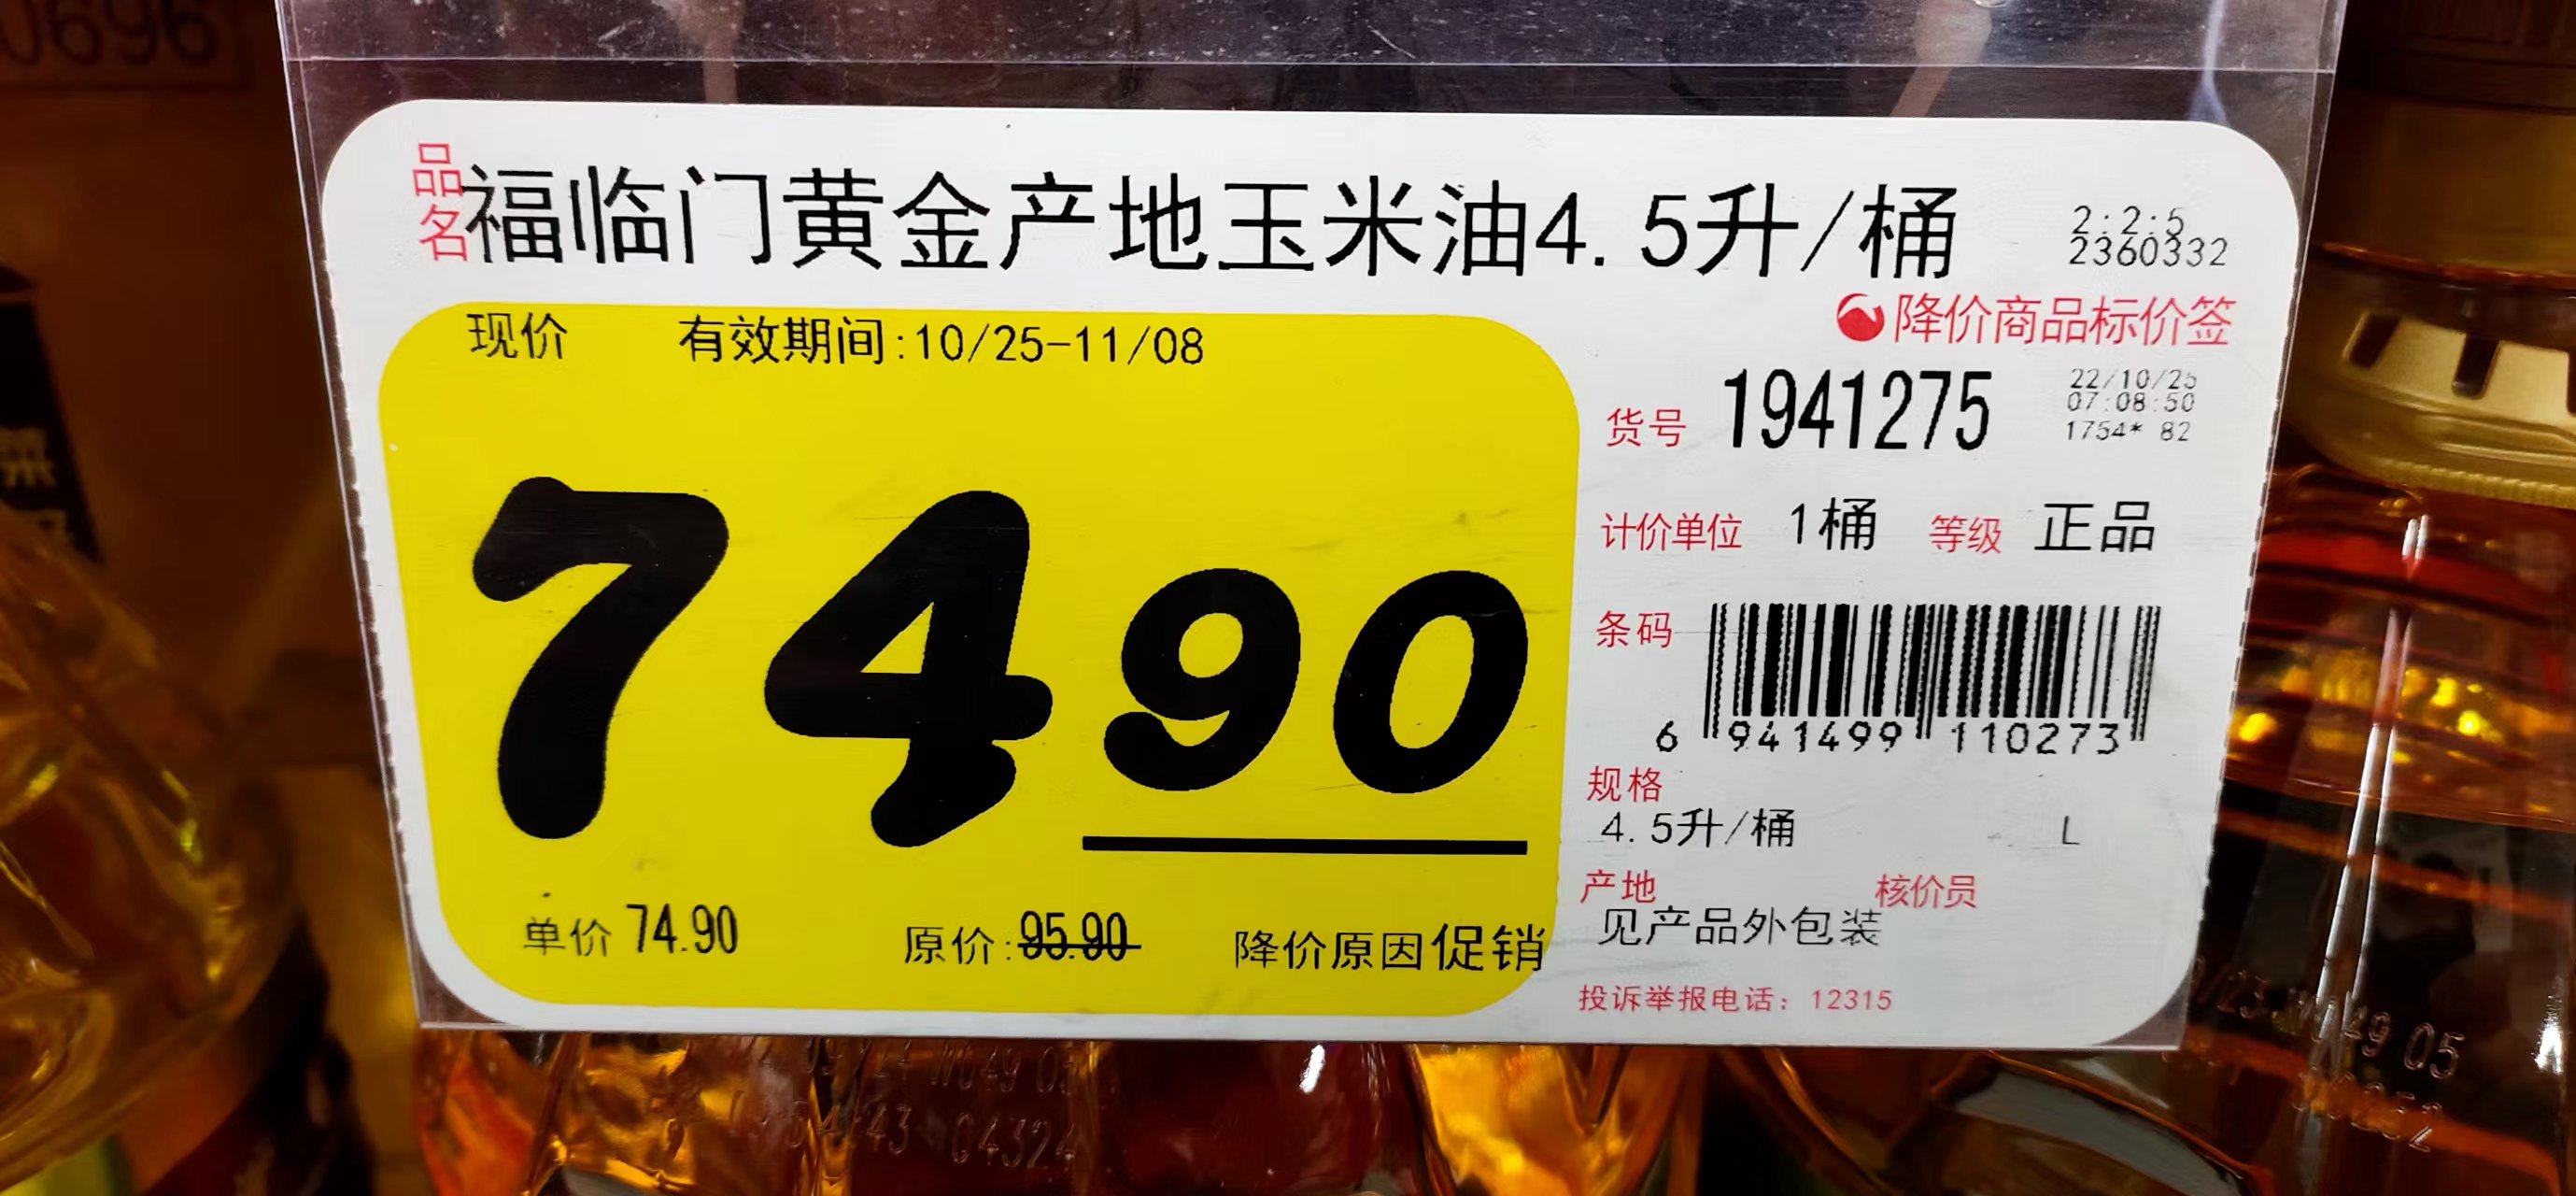 品名 福临门黄金产地玉米油4.5升/桶
2:2:5
2360332
降价商品标价签
现价 有效期间:10/25-11/08
7490
单价 74.90 原价:95.90 降价原因 促销
货号 1941275
22/10/25
07:08:50
1754* 82
计价单位 1桶 等级 正品
条码
6 941499 110273
规格
4.5升/桶 L
产地 核价员
见产品外包装
投诉举报电话：12315
0696